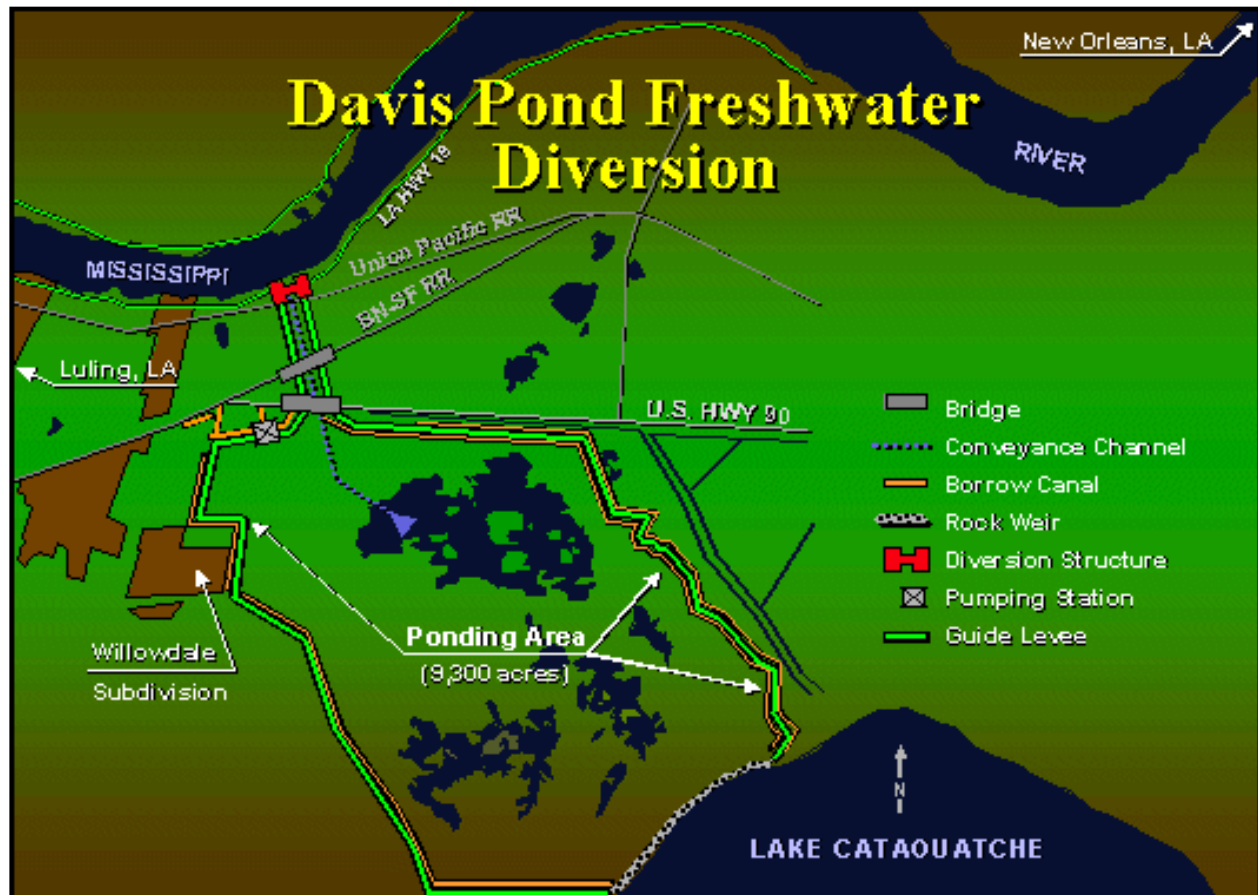 New Orleans, LA
Davis Pond Freshwater
Diversion
RIVER
LA HWY 18
Union Pacific RR
MISSISSIPPI
BN-SF RR
Luling, LA
U.S. HWY 90
Bridge
Conveyance Channel
Borrow Canal
Rock Weir
Diversion Structure
Pumping Station
Guide Levee
Ponding Area
(9,300 acres)
Willowdale
Subdivision
N
LAKE CATAOUATCHE